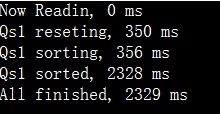 Now Readin, 0 ms
Qs1 reseting, 350 ms
Qs1 sorting, 356 ms
Qs1 sorted, 2328 ms
All finished, 2329 ms